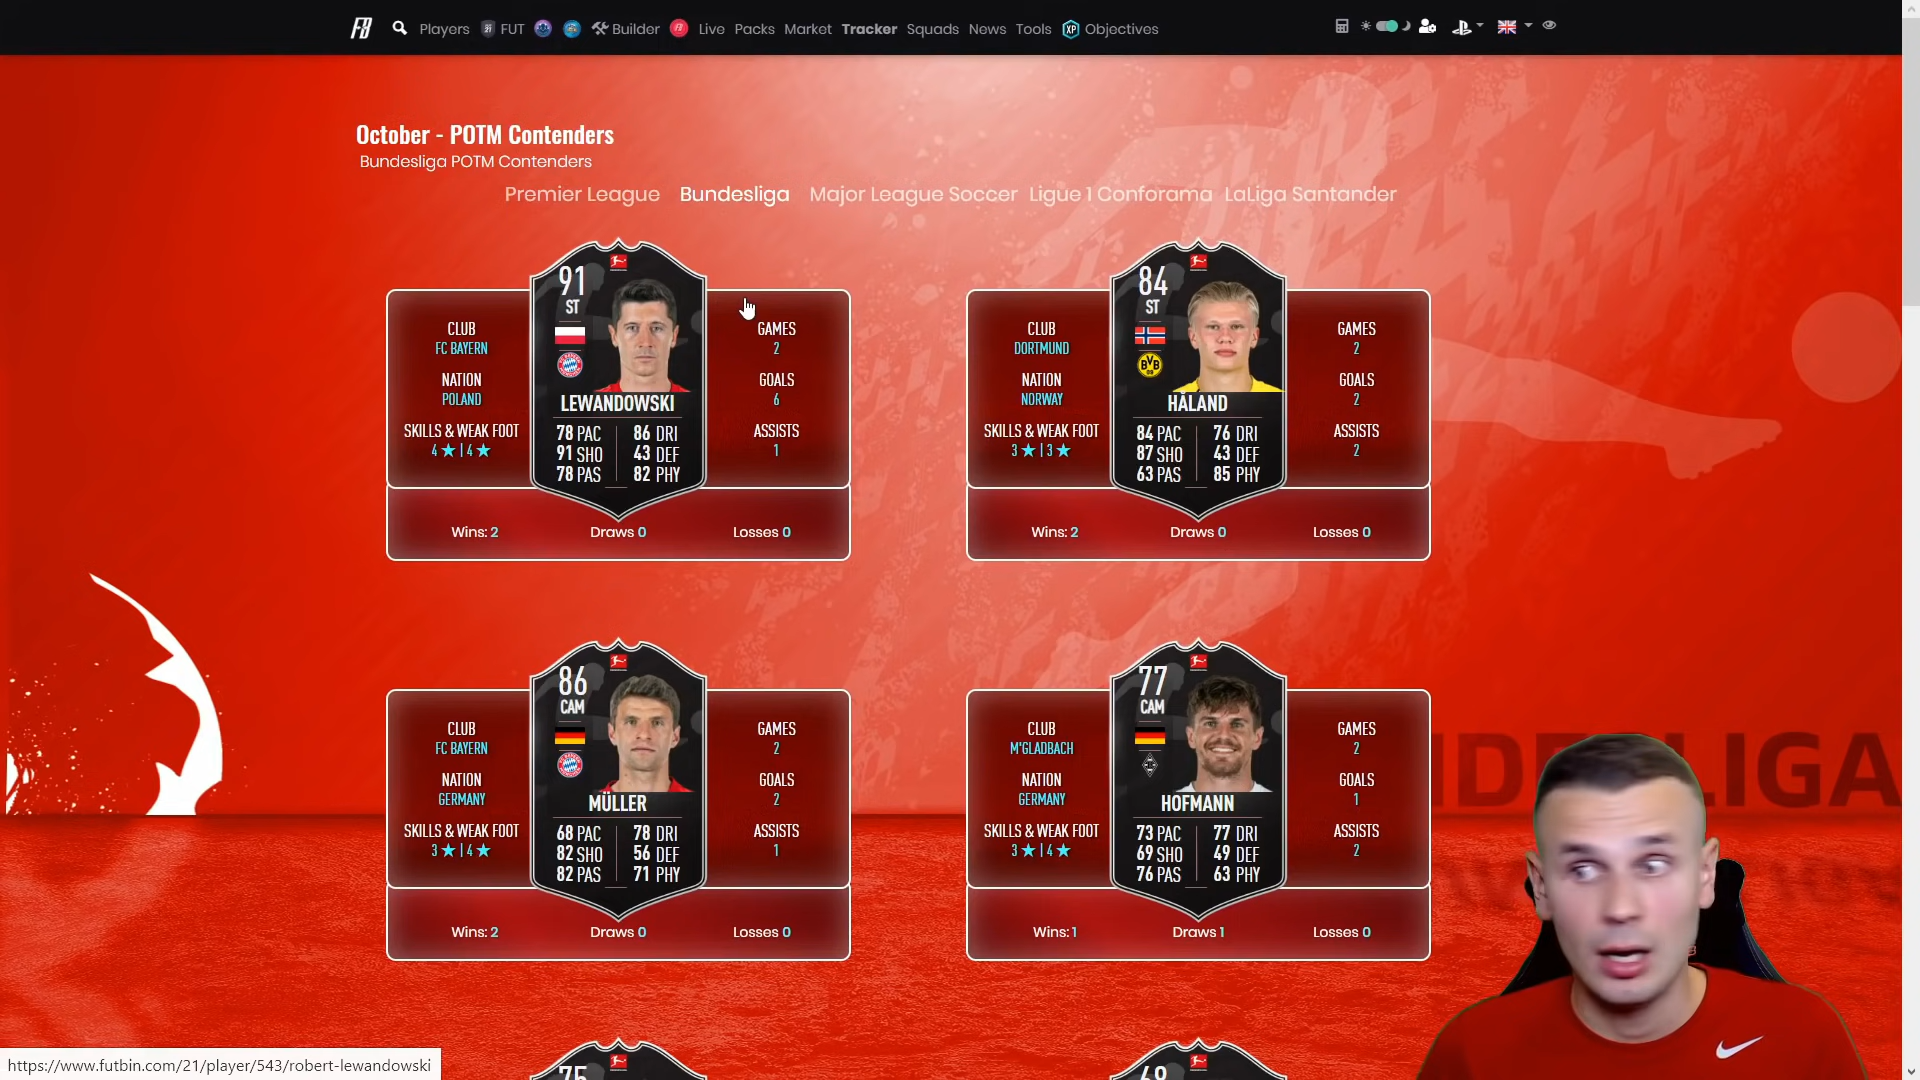 FB Players 21 FUT Builder Live Packs Market Tracker Squads News Tools XP Objectives
October - POTM Contenders
Bundesliga POTM Contenders
Premier League Bundesliga Major League Soccer Ligue 1 Conforama LaLiga Santander
91
ST
LEWANDOWSKI
78 PAC 86 DRI
91 SHO 43 DEF
78 PAS 82 PHY
CLUB
FC BAYERN
NATION
POLAND
SKILLS & WEAK FOOT
4 ★ | 4 ★
GAMES
2
GOALS
6
ASSISTS
1
Wins: 2 Draws 0 Losses 0
84
ST
BVB
09
HÅLAND
84 PAC 76 DRI
87 SHO 43 DEF
63 PAS 85 PHY
CLUB
DORTMUND
NATION
NORWAY
SKILLS & WEAK FOOT
3 ★ | 3 ★
GAMES
2
GOALS
2
ASSISTS
2
Wins: 2 Draws 0 Losses 0
86
CAM
MÜLLER
68 PAC 78 DRI
82 SHO 56 DEF
82 PAS 71 PHY
CLUB
FC BAYERN
NATION
GERMANY
SKILLS & WEAK FOOT
3 ★ | 4 ★
GAMES
2
GOALS
2
ASSISTS
1
Wins: 2 Draws 0 Losses 0
77
CAM
HOFMANN
73 PAC 77 DRI
69 SHO 49 DEF
76 PAS 63 PHY
CLUB
M'GLADBACH
NATION
GERMANY
SKILLS & WEAK FOOT
3 ★ | 4 ★
GAMES
2
GOALS
1
ASSISTS
2
Wins: 1 Draws 1 Losses 0
75
68
https://www.futbin.com/21/player/543/robert-lewandowski